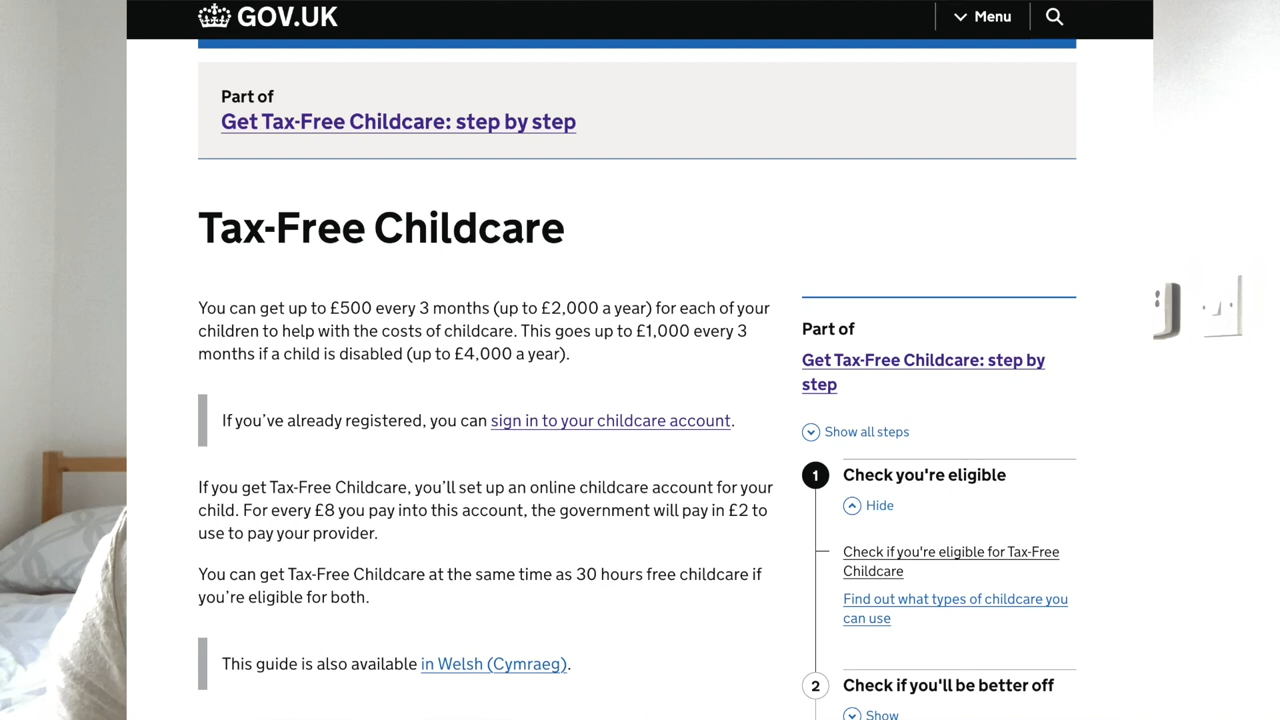 GOV.UK
Menu
Part of
Get Tax-Free Childcare: step by step
Tax-Free Childcare
You can get up to £500 every 3 months (up to £2,000 a year) for each of your
children to help with the costs of childcare. This goes up to £1,000 every 3
months if a child is disabled (up to £4,000 a year).
If you’ve already registered, you can sign in to your childcare account.
If you get Tax-Free Childcare, you’ll set up an online childcare account for your
child. For every £8 you pay into this account, the government will pay in £2 to
use to pay your provider.
You can get Tax-Free Childcare at the same time as 30 hours free childcare if
you’re eligible for both.
This guide is also available in Welsh (Cymraeg).
Part of
Get Tax-Free Childcare: step by
step
Show all steps
1 Check you're eligible
Hide
Check if you're eligible for Tax-Free
Childcare
Find out what types of childcare you
can use
2 Check if you'll be better off
Show